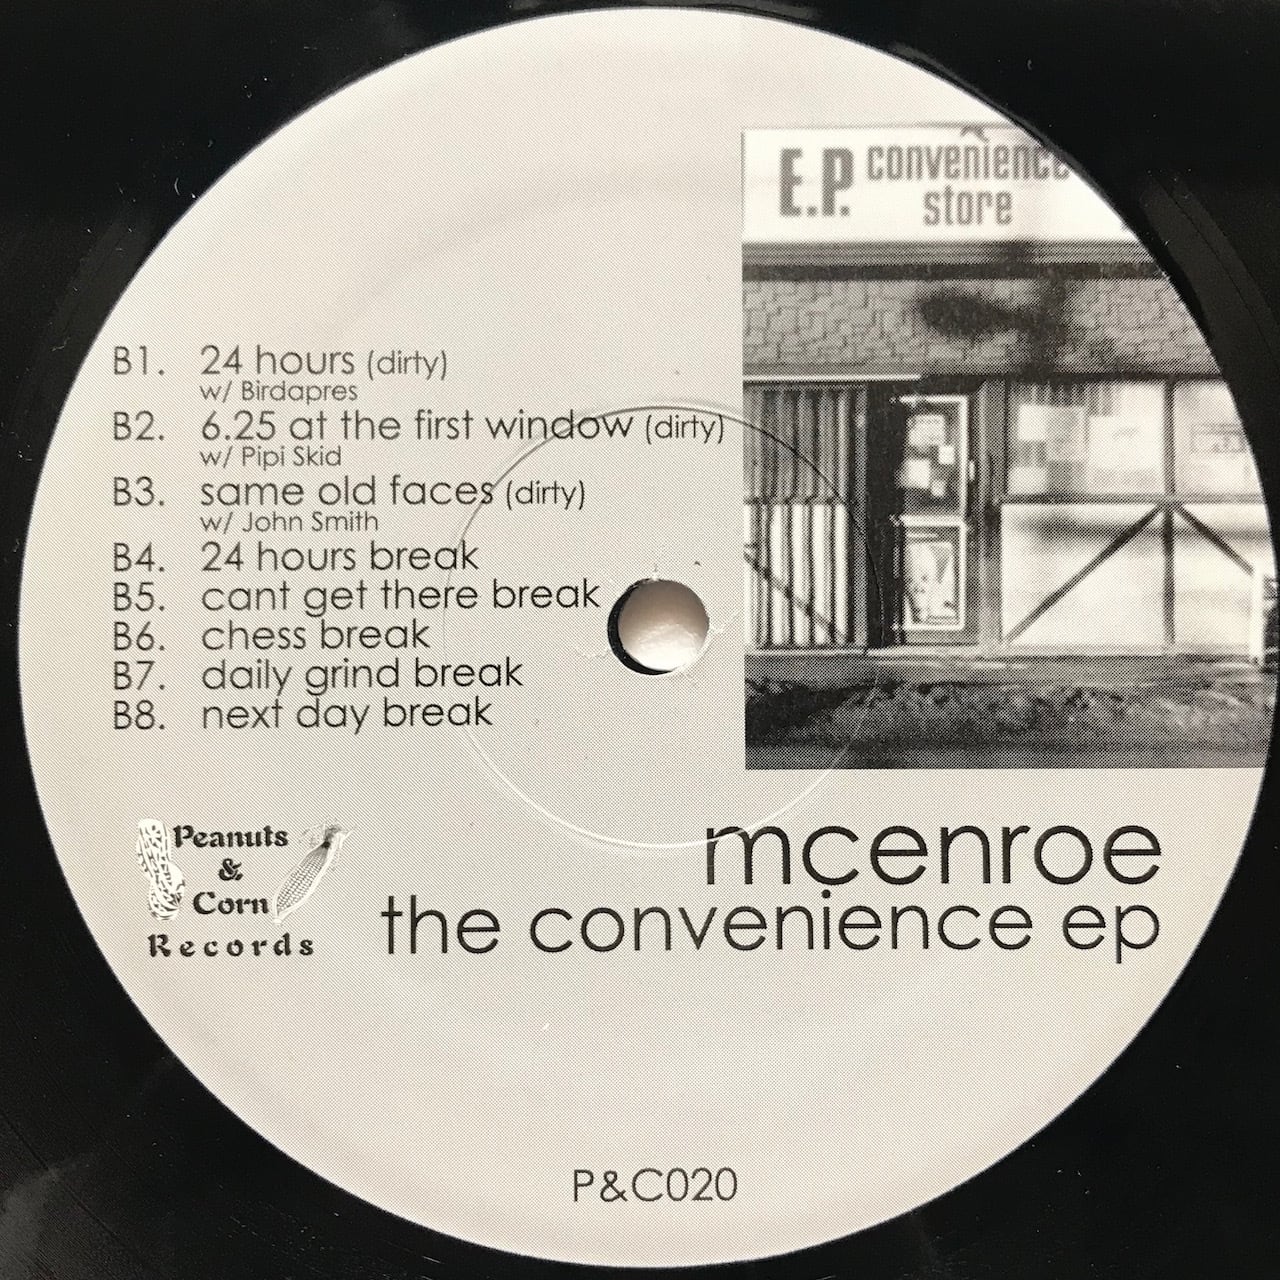 E.P. convenience
store
B1. 24 hours (dirty)
w/ Birdapres
B2. 6.25 at the first window (dirty)
w/ Pipi Skid
B3. same old faces (dirty)
w/ John Smith
B4. 24 hours break
B5. cant get there break
B6. chess break
B7. daily grind break
B8. next day break
Peanuts
&
Corn
Records
mcenroe
the convenience ep
P&C020